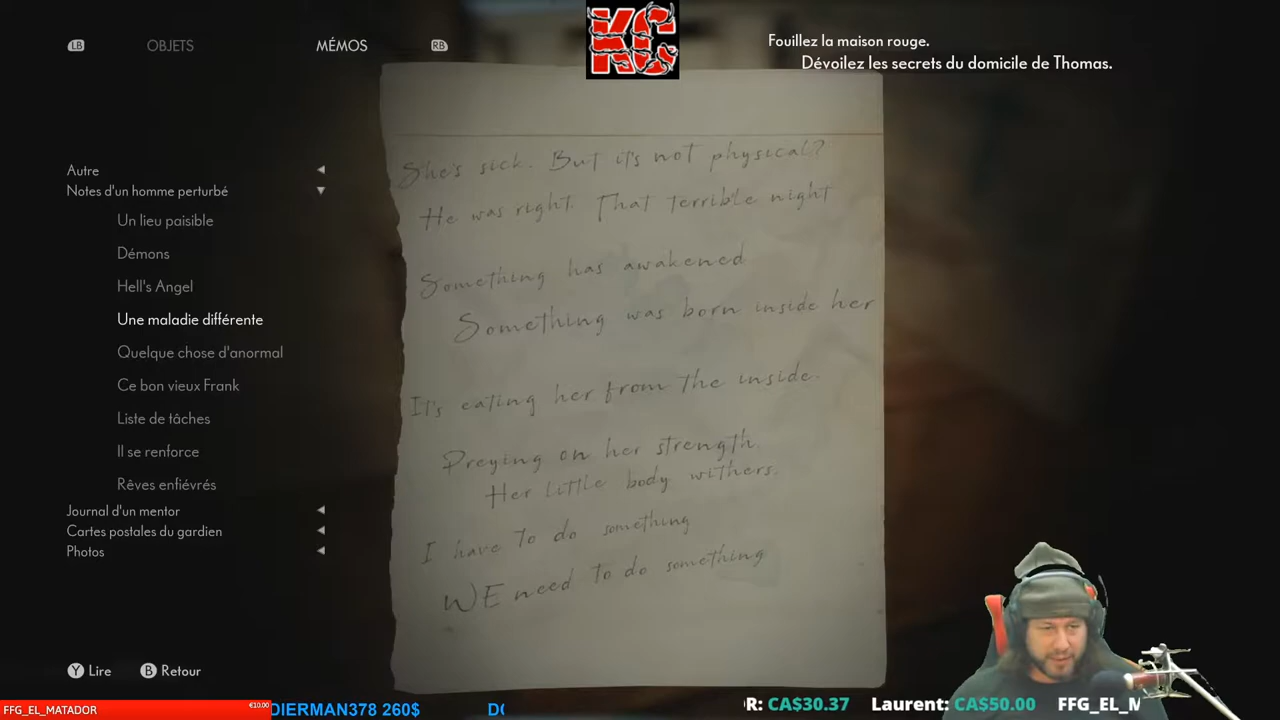 LB
OBJETS
MÉMOS
RB
KC
Fouillez la maison rouge.
Dévoilez les secrets du domicile de Thomas.
Autre
Notes d'un homme perturbé
Un lieu paisible
Démons
Hell's Angel
Une maladie différente
Quelque chose d'anormal
Ce bon vieux Frank
Liste de tâches
Il se renforce
Rêves enfiévrés
Journal d'un mentor
Cartes postales du gardien
Photos
She's sick. But it's not physical?
He was right. That terrible night
Something has awakened
Something was born inside her
It's eating her from the inside.
Preying on her strength.
Her little body withers.
I have to do something
WE need to do something
Y Lire
B Retour
FFG_EL_MATADOR
€10.00
DIERMAN378 260$
R: CA$30.37
Laurent: CA$50.00
FFG_EL_M